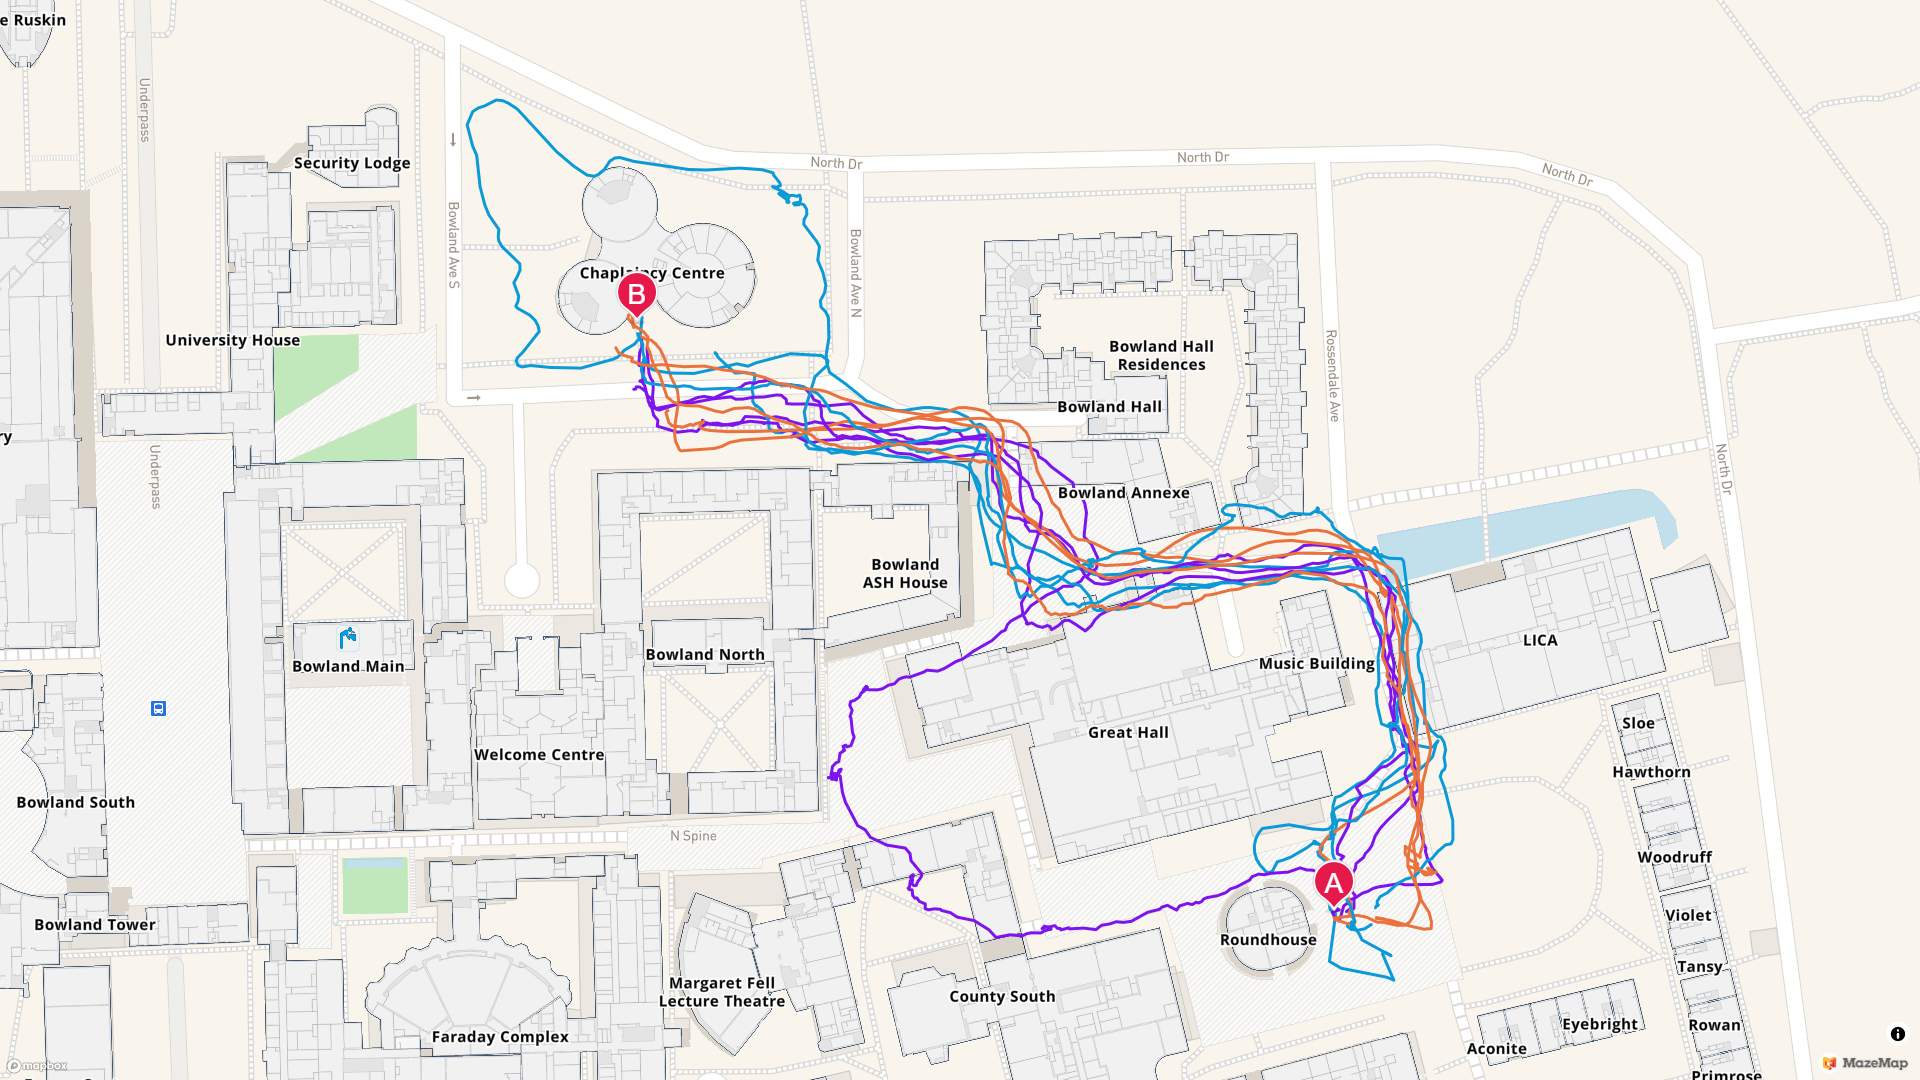 e Ruskin
Underpass
Security Lodge
North Dr
North Dr
North Dr
Bowland Ave S
Bowland Ave N
Chaplaincy Centre
B
University House
Bowland Hall
Residences
Rossendale Ave
Bowland Hall
ry
Underpass
North Dr
Bowland Annexe
Bowland
ASH House
LICA
Bowland North
Music Building
Bowland Main
Sloe
Great Hall
Welcome Centre
Hawthorn
Bowland South
N Spine
Woodruff
A
Violet
Bowland Tower
Roundhouse
Tansy
Margaret Fell
Lecture Theatre
County South
Eyebright
Rowan
Faraday Complex
Aconite
mapbox
MazeMap
Primrose